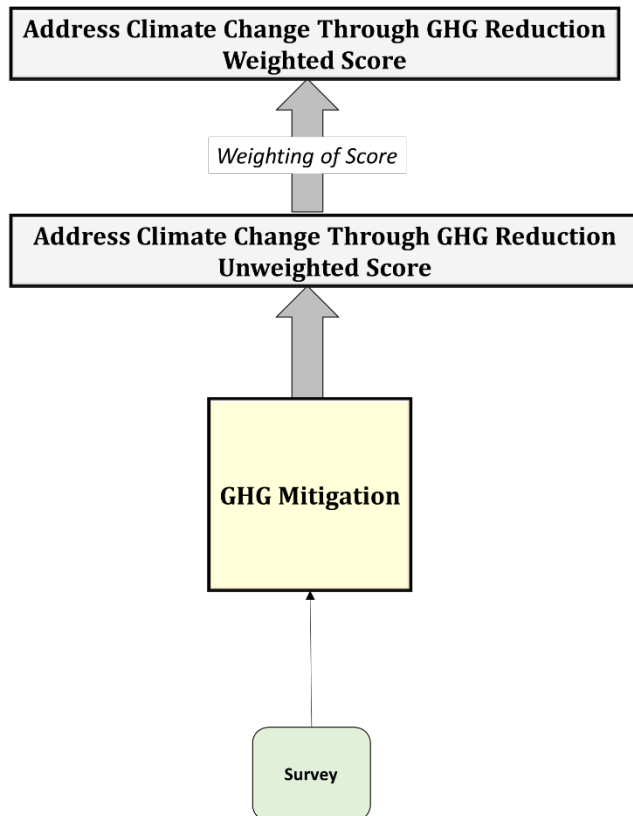 Address Climate Change Through GHG Reduction
Weighted Score
Weighting of Score
Address Climate Change Through GHG Reduction
Unweighted Score
GHG Mitigation
Survey